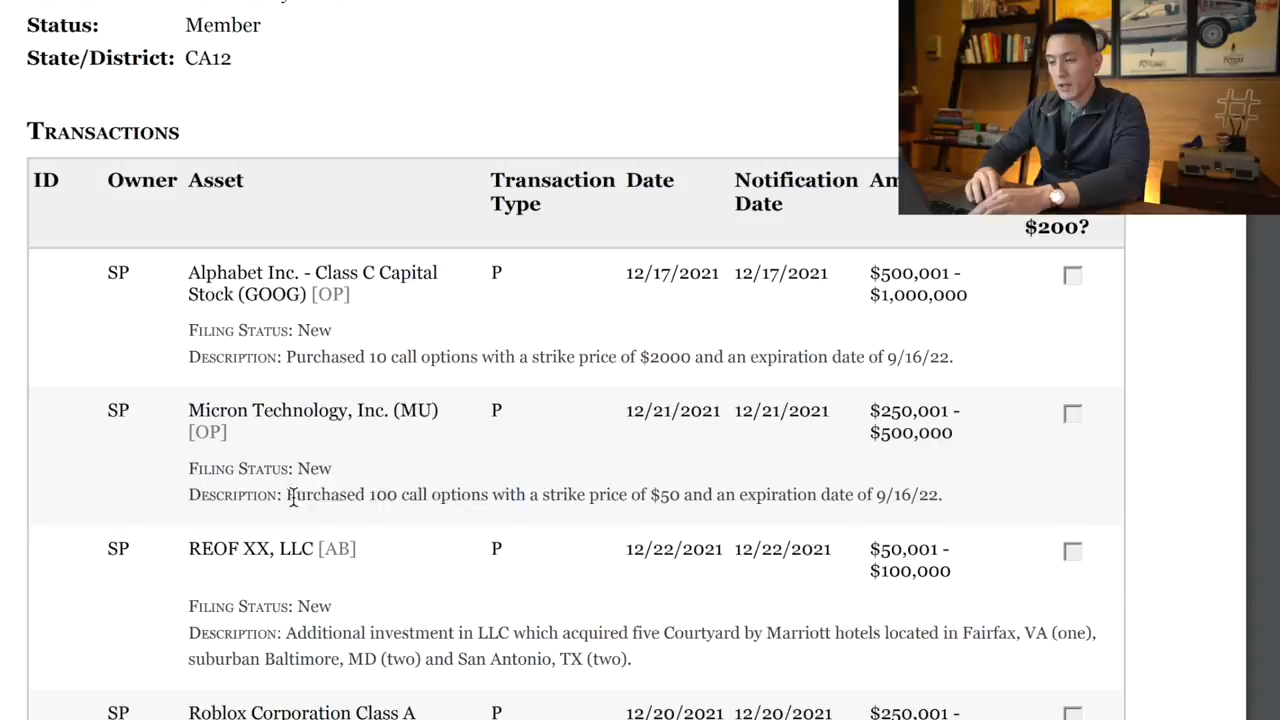 Status: Member
State/District: CA12
TRANSACTIONS
ID Owner Asset Transaction Type Date Notification Date
$200?
SP Alphabet Inc. - Class C Capital Stock (GOOG) [OP] P 12/17/2021 12/17/2021 $500,001 - $1,000,000
FILING STATUS: New
DESCRIPTION: Purchased 10 call options with a strike price of $2000 and an expiration date of 9/16/22.
SP Micron Technology, Inc. (MU) [OP] P 12/21/2021 12/21/2021 $250,001 - $500,000
FILING STATUS: New
DESCRIPTION: Purchased 100 call options with a strike price of $50 and an expiration date of 9/16/22.
SP REOF XX, LLC [AB] P 12/22/2021 12/22/2021 $50,001 - $100,000
FILING STATUS: New
DESCRIPTION: Additional investment in LLC which acquired five Courtyard by Marriott hotels located in Fairfax, VA (one),
suburban Baltimore, MD (two) and San Antonio, TX (two).
SP Roblox Corporation Class A P 12/20/2021 12/20/2021 $250,001 -